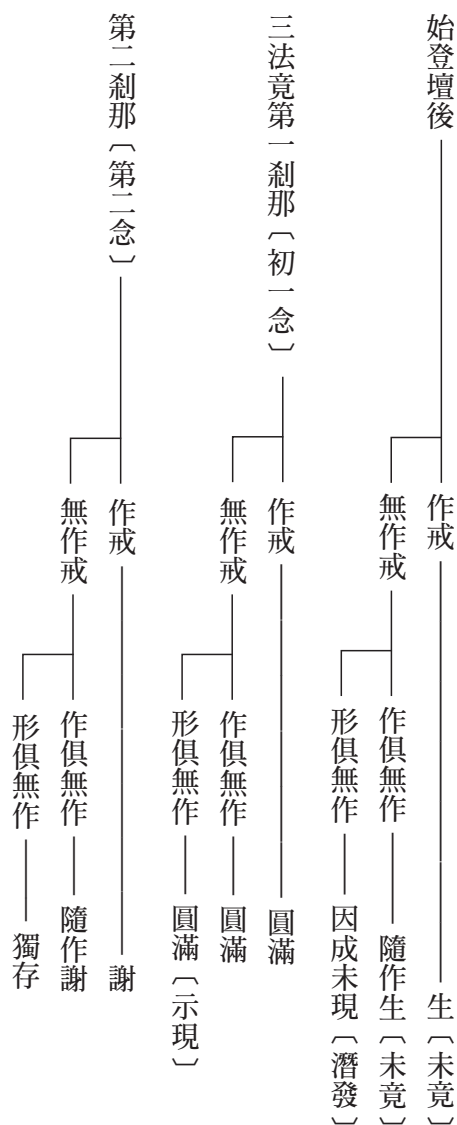 始登壇後
作戒
生〔未竟〕
無作戒
作俱無作
隨作生〔未竟〕
形俱無作
因成未現〔潛發〕
三法竟第一剎那〔初一念〕
作戒
圓滿
無作戒
作俱無作
圓滿
形俱無作
圓滿〔示現〕
第二剎那〔第二念〕
作戒
謝
無作戒
作俱無作
隨作謝
形俱無作
獨存